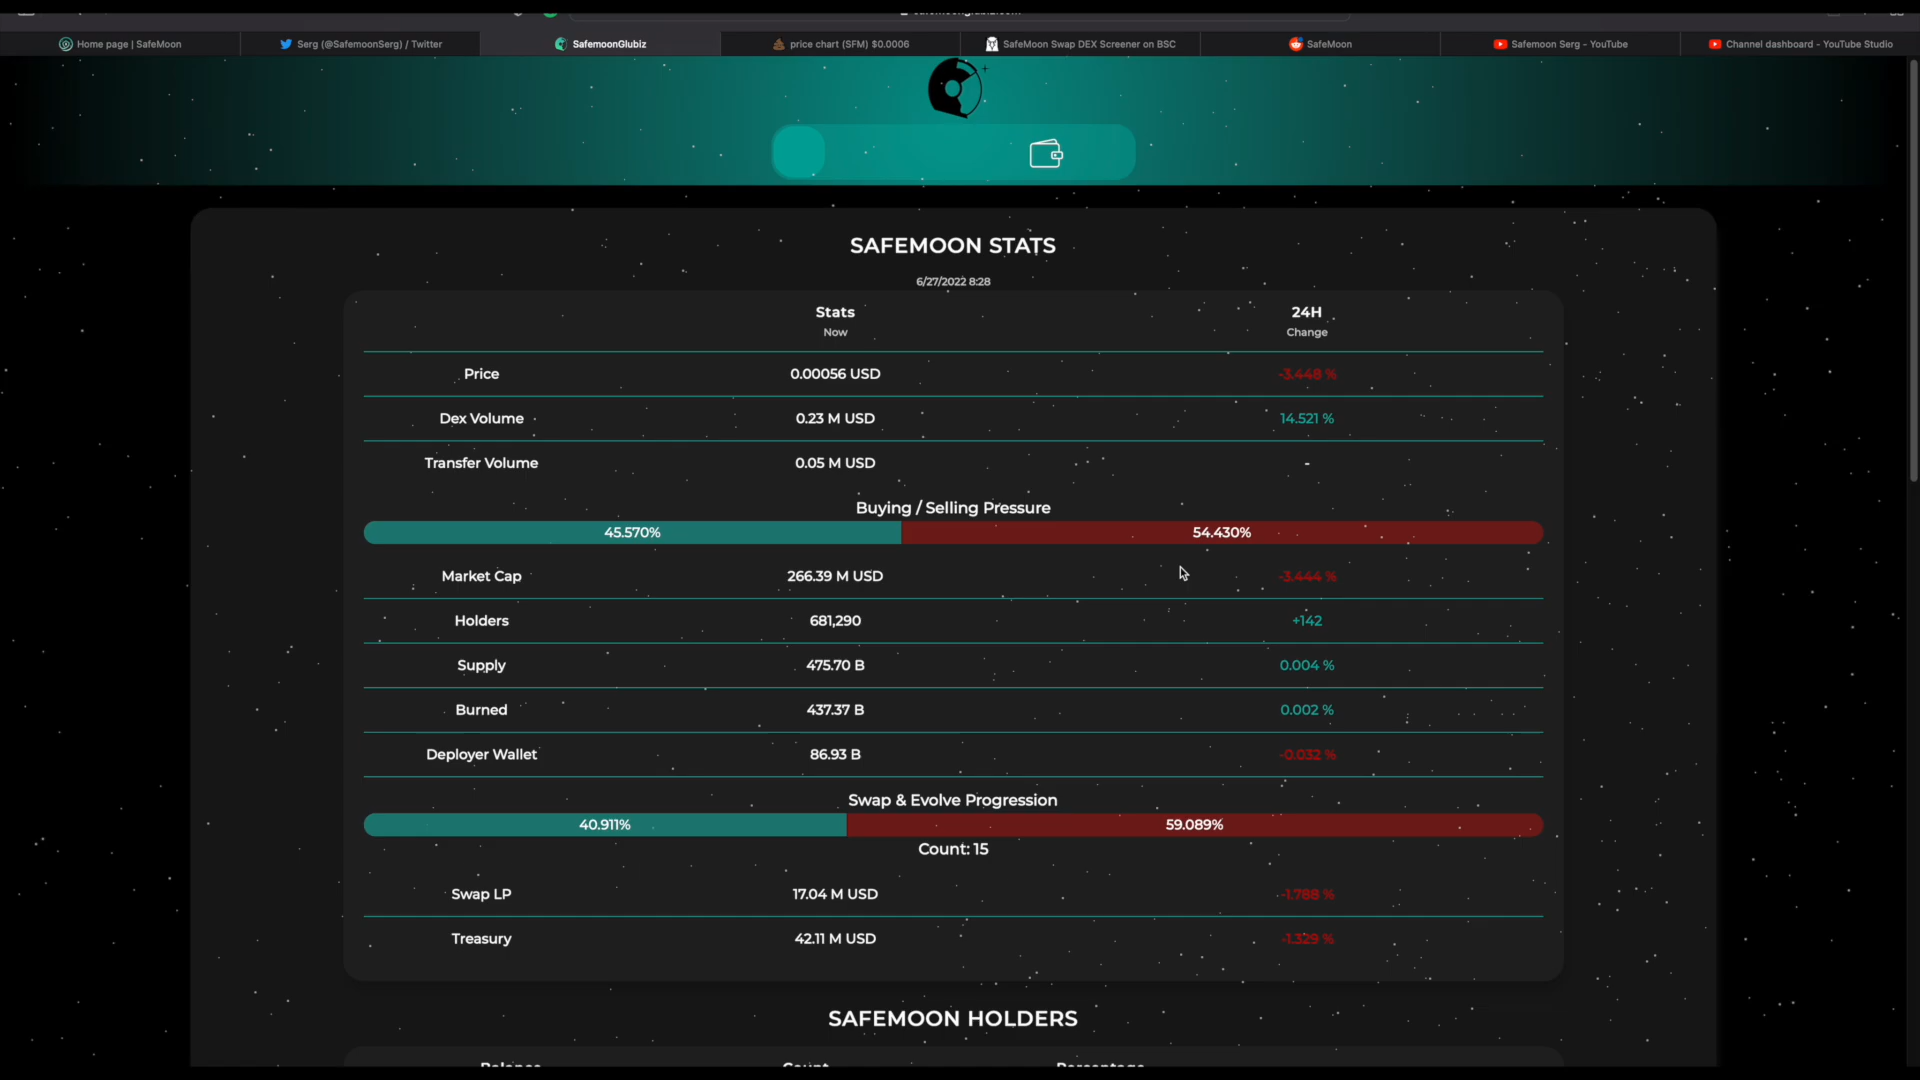 Home page | SafeMoon
Serg (@SafemoonSerg) / Twitter
SafemoonGlubiz
price chart (SFM) $0.0006
SafeMoon Swap DEX Screener on BSC
SafeMoon
Safemoon Serg - YouTube
Channel dashboard - YouTube Studio
SAFEMOON STATS
6/27/2022 8:28
Stats 24H
Now Change
Price 0.00056 USD -3.448 %
Dex Volume 0.23 M USD 14.521 %
Transfer Volume 0.05 M USD -
Buying / Selling Pressure
45.570% 54.430%
Market Cap 266.39 M USD -3.444 %
Holders 681,290 +142
Supply 475.70 B 0.004 %
Burned 437.37 B 0.002 %
Deployer Wallet 86.93 B -0.032 %
Swap & Evolve Progression
40.911% 59.089%
Count: 15
Swap LP 17.04 M USD -1.788 %
Treasury 42.11 M USD -1.329 %
SAFEMOON HOLDERS
Balance Count Percentage